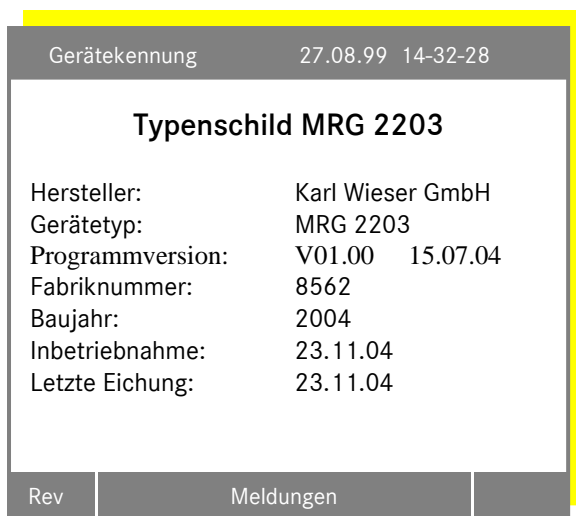 Gerätekennung 27.08.99 14-32-28
Typenschild MRG 2203
Hersteller: Karl Wieser GmbH
Gerätetyp: MRG 2203
Programmversion: V01.00 15.07.04
Fabriknummer: 8562
Baujahr: 2004
Inbetriebnahme: 23.11.04
Letzte Eichung: 23.11.04
Rev Meldungen